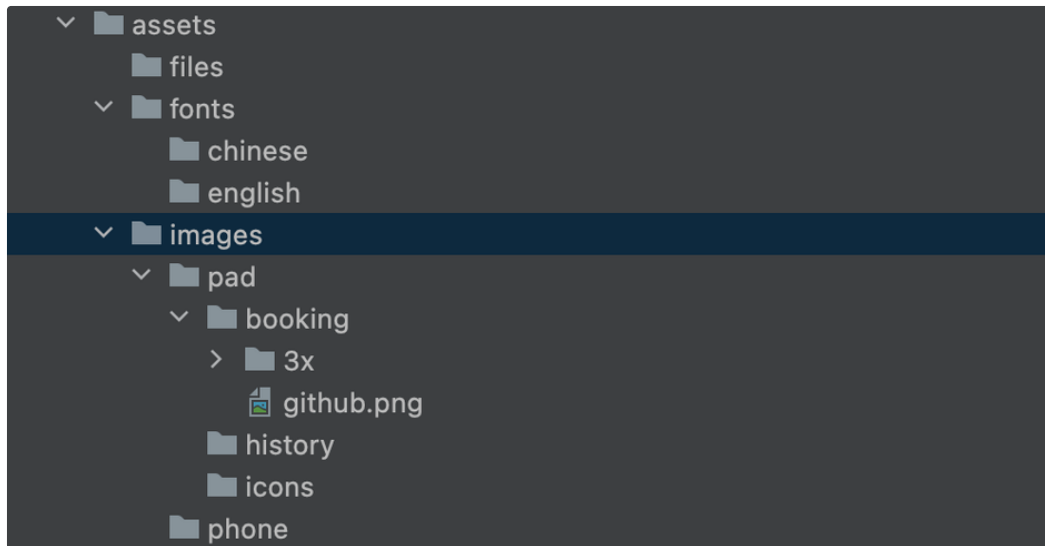 assets
files
fonts
chinese
english
images
pad
booking
3x
github.png
history
icons
phone